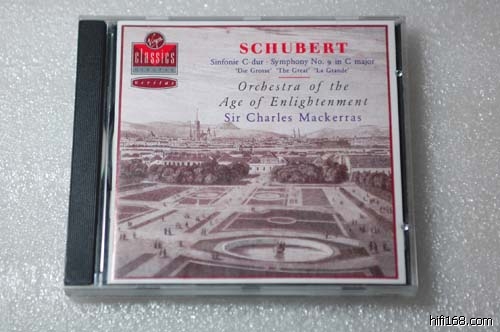 Virgin
classics
DIGITAL
Veritas
SCHUBERT
Sinfonie C-dur · Symphony No. 9 in C major
'Die Grosse' 'The Great' 'La Grande'
Orchestra of the
Age of Enlightenment
Sir Charles Mackerras
hifi168.com